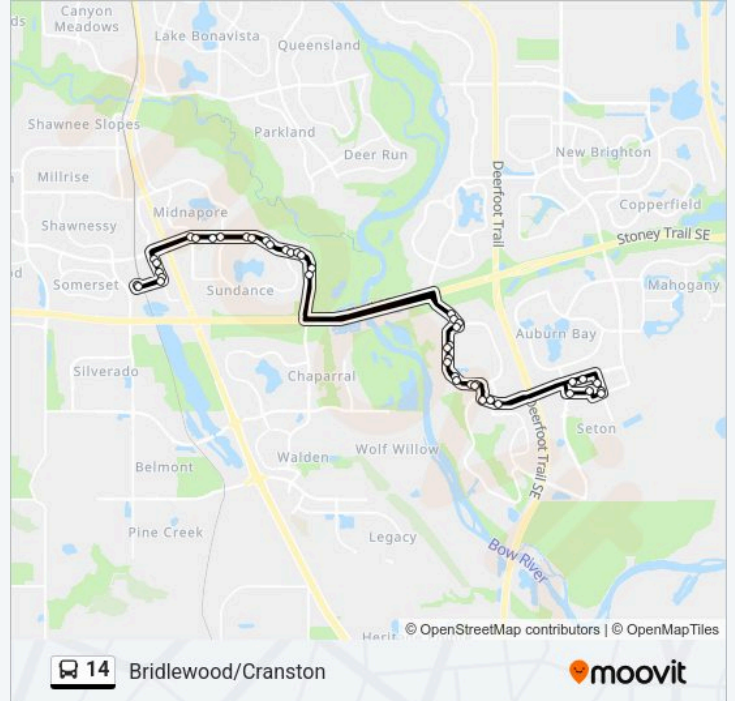 Canyon
Meadows
Lake Bonavista
Queensland
Shawnee Slopes
Parkland
Deer Run
New Brighton
Millrise
Deerfoot Trail
Copperfield
Midnapore
Shawnessy
Stoney Trail SE
Somerset
Sundance
Mahogany
Auburn Bay
Silverado
Chaparral
Deerfoot Trail SE
Seton
Walden
Wolf Willow
Belmont
Pine Creek
Legacy
Bow River
© OpenStreetMap contributors | © OpenMapTiles
14 Bridlewood/Cranston
moovit